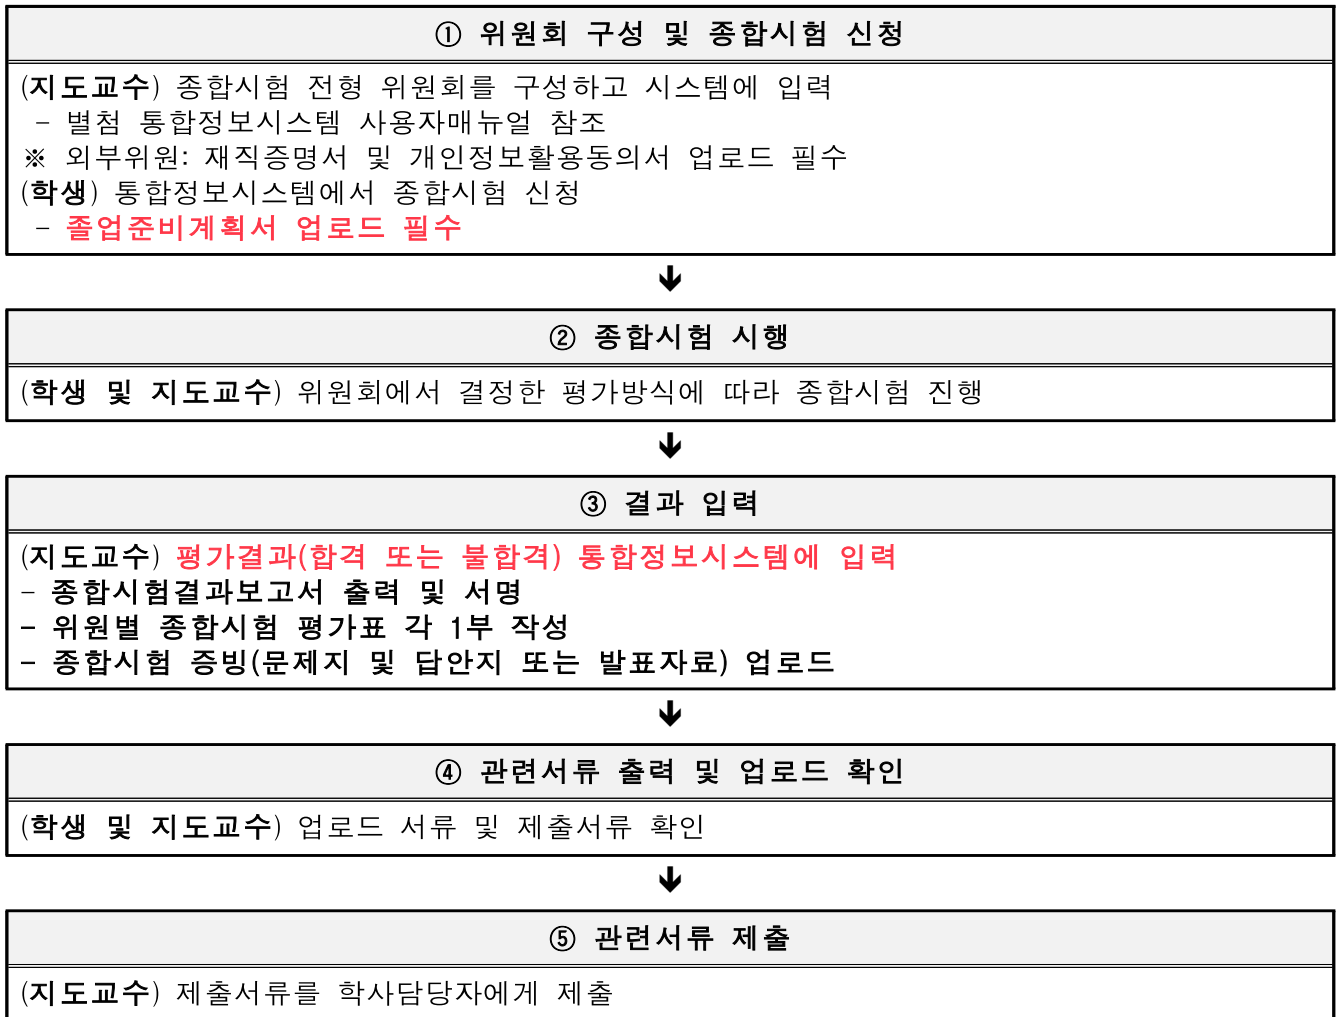 ① 위원회 구성 및 종합시험 신청
(지도교수) 종합시험 전형 위원회를 구성하고 시스템에 입력
- 별첨 통합정보시스템 사용자매뉴얼 참조
※ 외부위원: 재직증명서 및 개인정보활용동의서 업로드 필수
(학생) 통합정보시스템에서 종합시험 신청
- 졸업준비계획서 업로드 필수
② 종합시험 시행
(학생 및 지도교수) 위원회에서 결정한 평가방식에 따라 종합시험 진행
③ 결과 입력
(지도교수) 평가결과(합격 또는 불합격) 통합정보시스템에 입력
- 종합시험결과보고서 출력 및 서명
- 위원별 종합시험 평가표 각 1부 작성
- 종합시험 증빙(문제지 및 답안지 또는 발표자료) 업로드
④ 관련서류 출력 및 업로드 확인
(학생 및 지도교수) 업로드 서류 및 제출서류 확인
⑤ 관련서류 제출
(지도교수) 제출서류를 학사담당자에게 제출